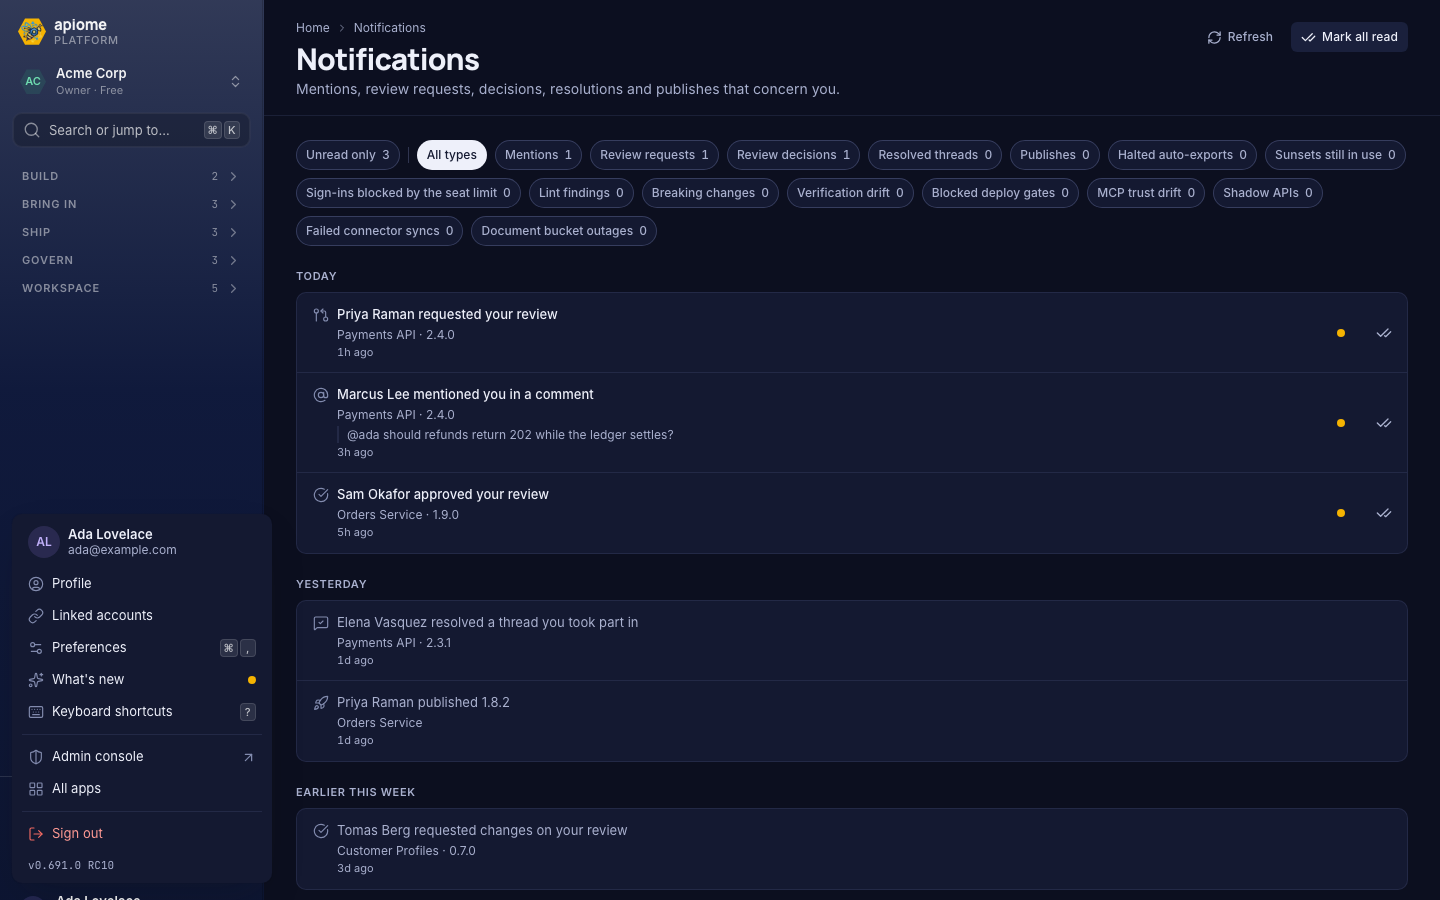 apiome
PLATFORM
AC
Acme Corp
Owner · Free
Search or jump to...
⌘ K
BUILD 2
BRING IN 3
SHIP 3
GOVERN 3
WORKSPACE 5
AL
Ada Lovelace
ada@example.com
Profile
Linked accounts
Preferences ⌘ ,
What's new
Keyboard shortcuts ?
Admin console
All apps
Sign out
v0.691.0 RC10
Ada Lovelace
Home > Notifications
Notifications
Mentions, review requests, decisions, resolutions and publishes that concern you.
Refresh
Mark all read
Unread only 3 | All types Mentions 1 Review requests 1 Review decisions 1 Resolved threads 0 Publishes 0 Halted auto-exports 0 Sunsets still in use 0
Sign-ins blocked by the seat limit 0 Lint findings 0 Breaking changes 0 Verification drift 0 Blocked deploy gates 0 MCP trust drift 0 Shadow APIs 0
Failed connector syncs 0 Document bucket outages 0
TODAY
Priya Raman requested your review
Payments API · 2.4.0
1h ago
Marcus Lee mentioned you in a comment
Payments API · 2.4.0
@ada should refunds return 202 while the ledger settles?
3h ago
Sam Okafor approved your review
Orders Service · 1.9.0
5h ago
YESTERDAY
Elena Vasquez resolved a thread you took part in
Payments API · 2.3.1
1d ago
Priya Raman published 1.8.2
Orders Service
1d ago
EARLIER THIS WEEK
Tomas Berg requested changes on your review
Customer Profiles · 0.7.0
3d ago